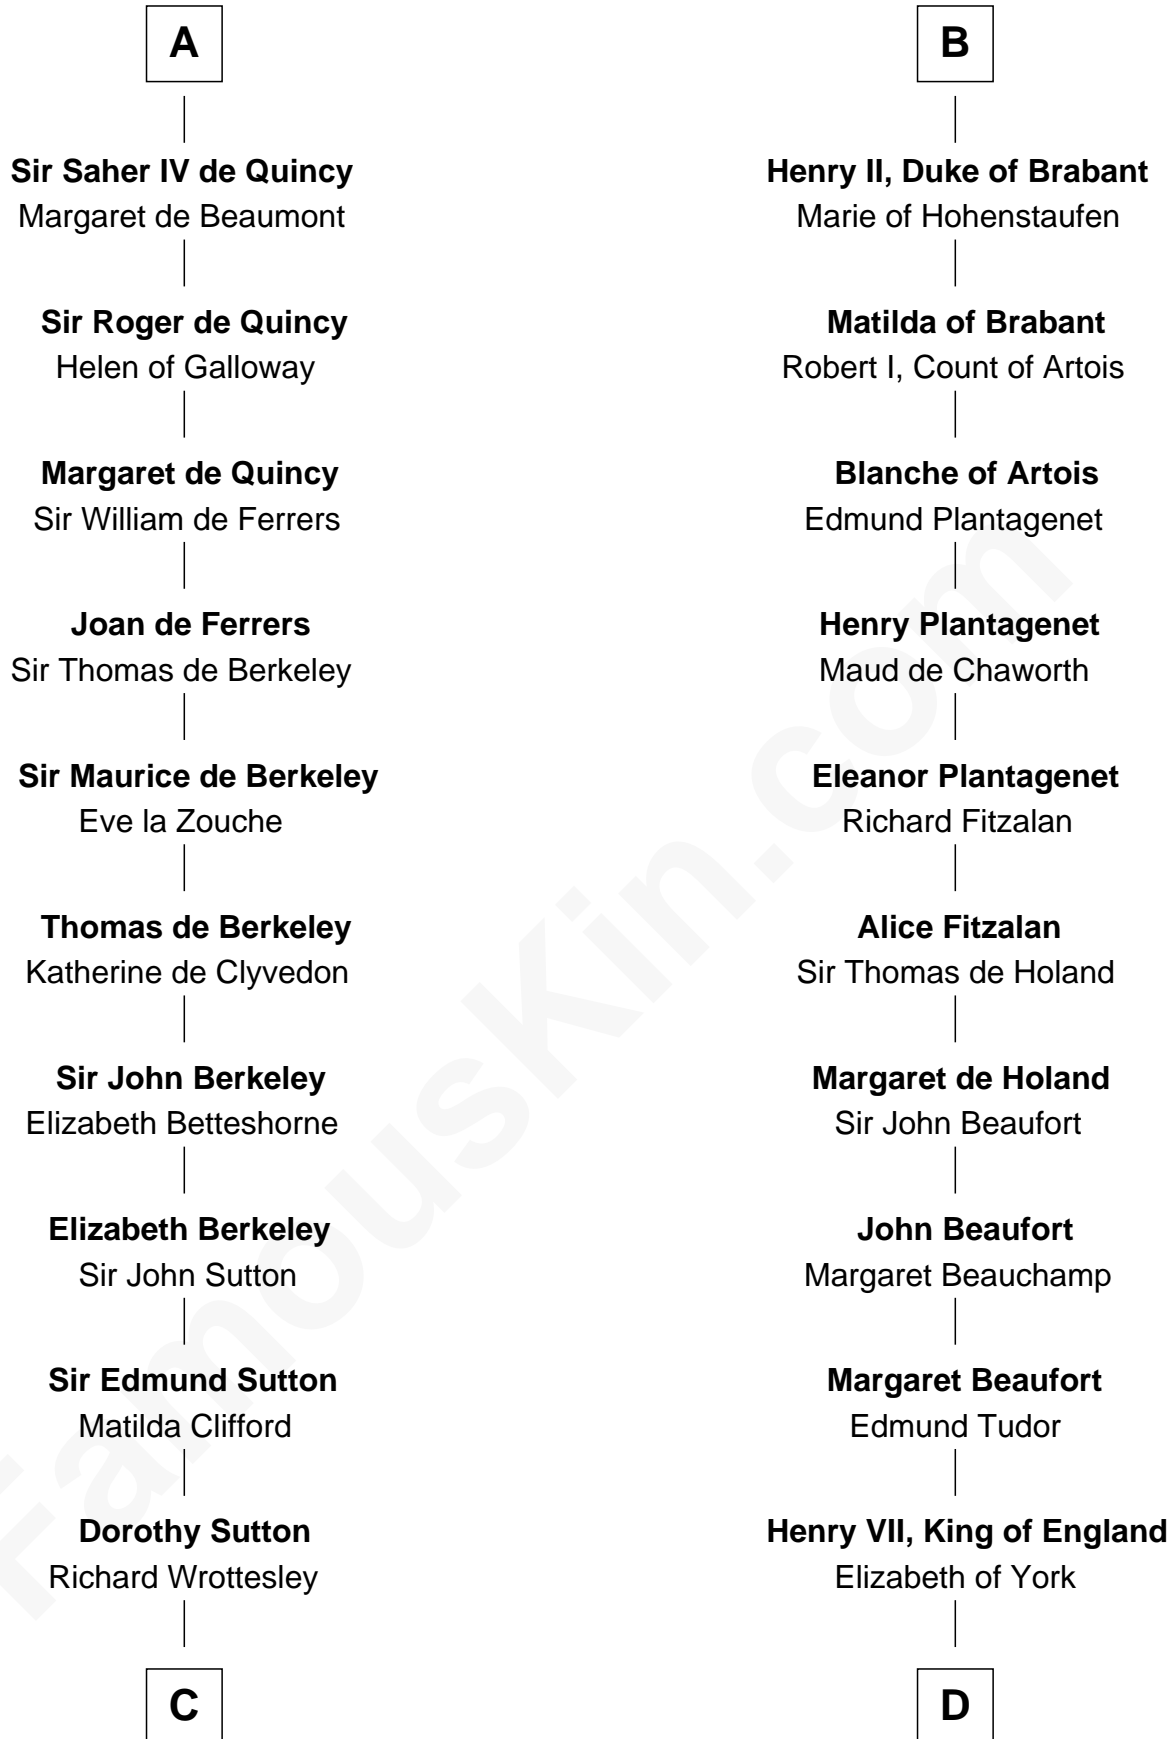 A
Sir Saher IV de Quincy
Margaret de Beaumont
Sir Roger de Quincy
Helen of Galloway
Margaret de Quincy
Sir William de Ferrers
Joan de Ferrers
Sir Thomas de Berkeley
Sir Maurice de Berkeley
Eve la Zouche
Thomas de Berkeley
Katherine de Clyvedon
Sir John Berkeley
Elizabeth Betteshorne
Elizabeth Berkeley
Sir John Sutton
Sir Edmund Sutton
Matilda Clifford
Dorothy Sutton
Richard Wrottesley
C
B
Henry II, Duke of Brabant
Marie of Hohenstaufen
Matilda of Brabant
Robert I, Count of Artois
Blanche of Artois
Edmund Plantagenet
Henry Plantagenet
Maud de Chaworth
Eleanor Plantagenet
Richard Fitzalan
Alice Fitzalan
Sir Thomas de Holand
Margaret de Holand
Sir John Beaufort
John Beaufort
Margaret Beauchamp
Margaret Beaufort
Edmund Tudor
Henry VII, King of England
Elizabeth of York
D
FamousKin.com